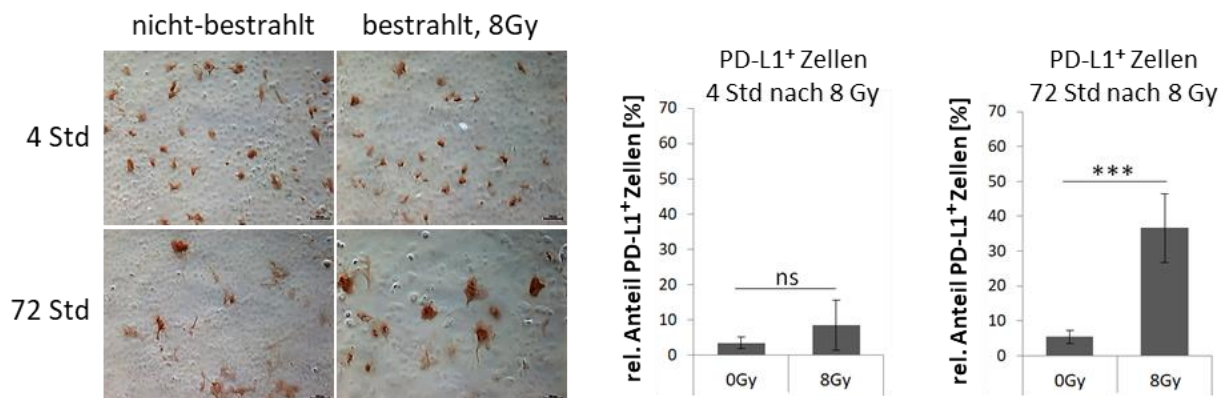 nicht-bestrahlt
bestrahlt, 8Gy
4 Std
72 Std
PD-L1⁺ Zellen
4 Std nach 8 Gy
rel. Anteil PD-L1⁺ Zellen [%]
70
60
50
40
30
20
10
0
ns
0Gy
8Gy
PD-L1⁺ Zellen
72 Std nach 8 Gy
rel. Anteil PD-L1⁺ Zellen [%]
70
60
50
40
30
20
10
0
***
0Gy
8Gy